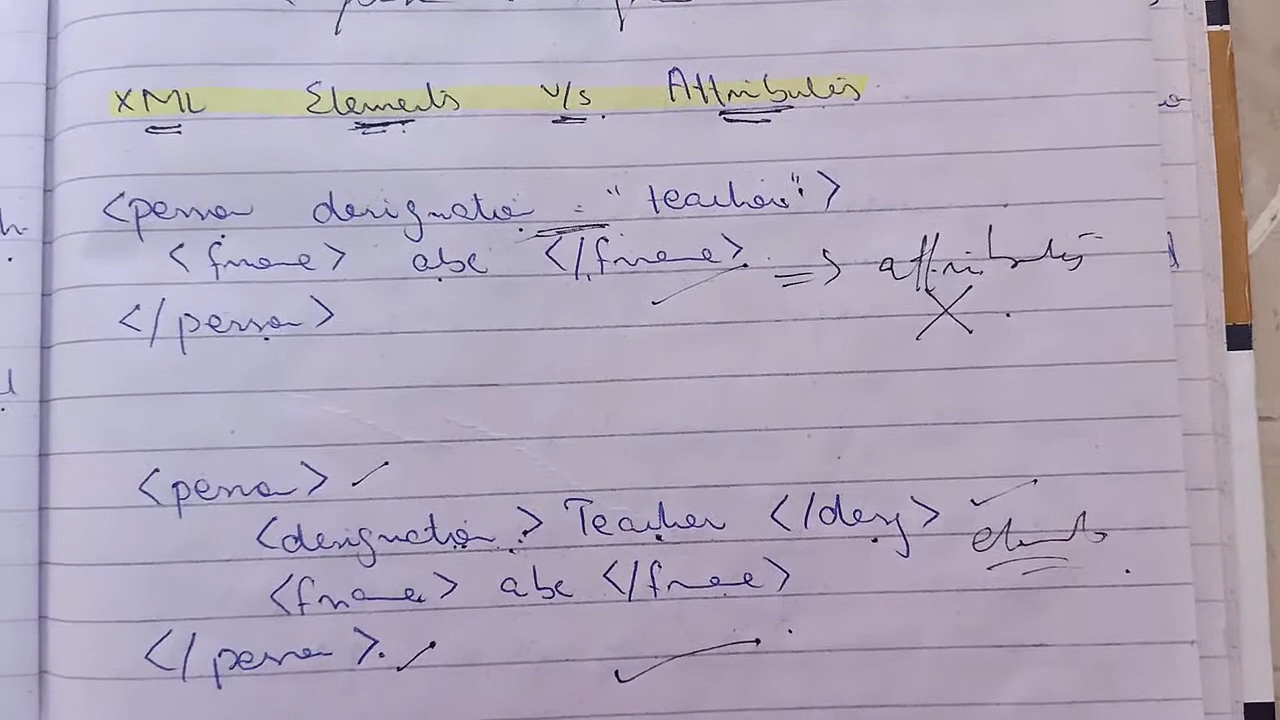 XML Elements v/s Attributes
<person designation = "teacher">
<fname> abc </fname> => attributes
</person>
<person>
<designation> Teacher </desg> elements
<fname> abc </fname>
</person>